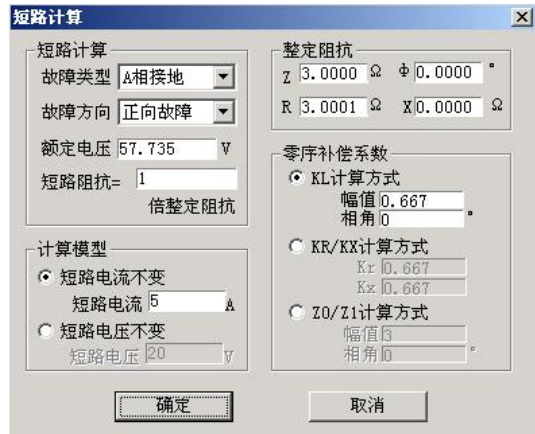 短路计算
短路计算
故障类型 A相接地
故障方向 正向故障
额定电压 57.735 V
短路阻抗= 1
倍整定阻抗
计算模型
短路电流不变
短路电流 5 A
短路电压不变
短路电压 20 V
整定阻抗
Z 3.0000 Ω Φ 0.0000 °
R 3.0001 Ω X 0.0000 Ω
零序补偿系数
KL计算方式
幅值 0.667
相角 0 °
KR/KX计算方式
Kr 0.667
Kx 0.667
Z0/Z1计算方式
幅值 3
相角 0 °
确定
取消